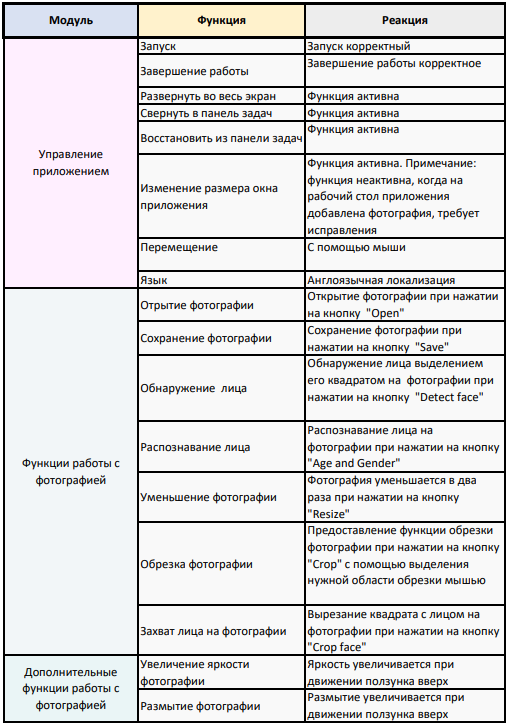 Модуль
Функция
Реакция
Управление
приложением
Запуск
Запуск корректный
Завершение работы
Завершение работы корректное
Развернуть во весь экран
Функция активна
Свернуть в панель задач
Функция активна
Восстановить из панели задач
Функция активна
Изменение размера окна
приложения
Функция активна. Примечание:
функция неактивна, когда на
рабочий стол приложения
добавлена фотография, требует
исправления
Перемещение
С помощью мыши
Язык
Англоязычная локализация
Функции работы с
фотографией
Отрытие фотографии
Открытие фотографии при нажатии
на кнопку "Open"
Сохранение фотографии
Сохранение фотографии при
нажатии на кнопку "Save"
Обнаружение лица
Обнаружение лица выделением
его квадратом на фотографии при
нажатии на кнопку "Detect face"
Распознавание лица
Распознавание лица на
фотографии при нажатии на кнопку
"Age and Gender"
Уменьшение фотографии
Фотография уменьшается в два
раза при нажатии на кнопку
"Resize"
Обрезка фотографии
Предоставление функции обрезки
фотографии при нажатии на кнопку
"Crop" с помощью выделения
нужной области обрезки мышью
Захват лица на фотографии
Вырезание квадрата с лицом на
фотографии при нажатии на кнопку
"Crop face"
Дополнительные
функции работы с
фотографией
Увеличение яркости
фотографии
Яркость увеличивается при
движении ползунка вверх
Размытие фотографии
Размытие увеличивается при
движении ползунка вверх